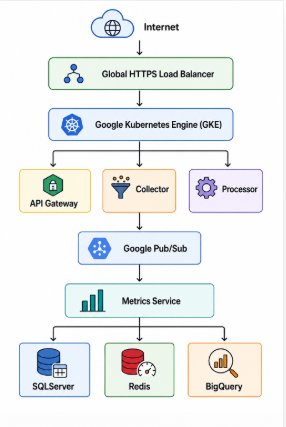 Internet
Global HTTPS Load Balancer
Google Kubernetes Engine (GKE)
API Gateway
Collector
Processor
Google Pub/Sub
Metrics Service
SQLServer
Redis
BigQuery